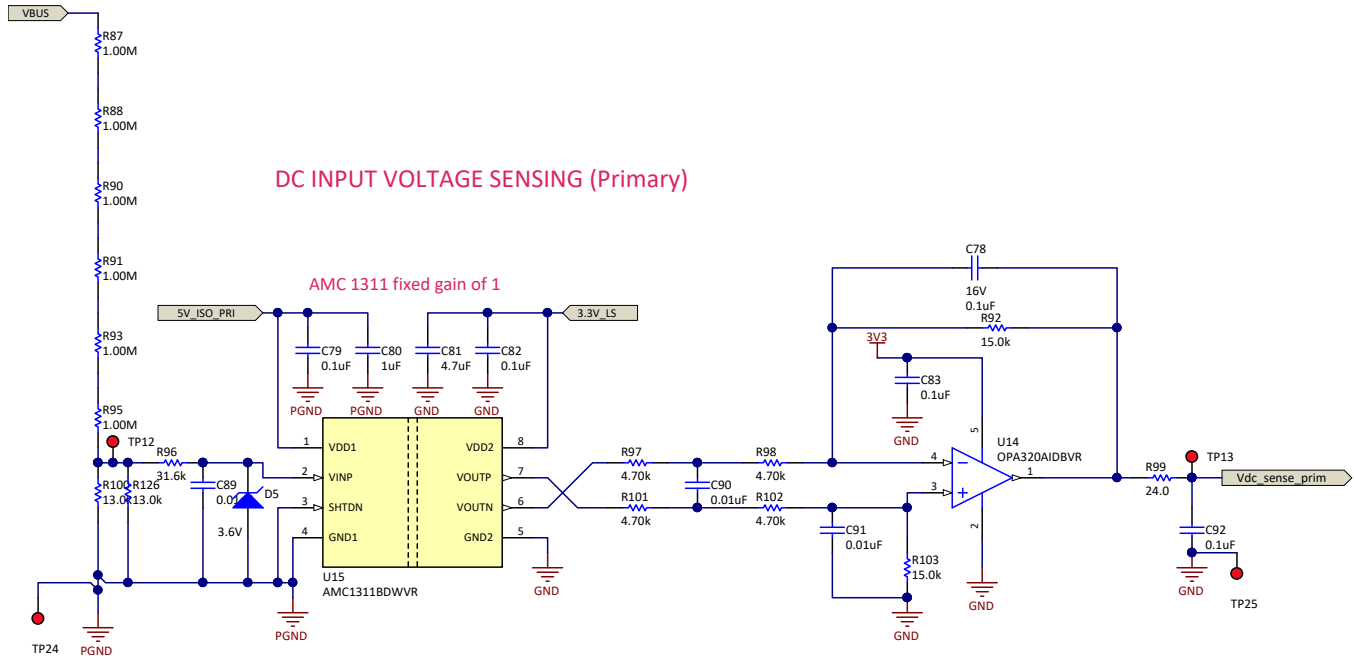 VBUS
R87
1.00M
R88
1.00M
R90
1.00M
R91
1.00M
R93
1.00M
R95
1.00M
DC INPUT VOLTAGE SENSING (Primary)
AMC 1311 fixed gain of 1
5V_ISO_PRI
3.3V_LS
C79
0.1uF
C80
1uF
C81
4.7uF
C82
0.1uF
PGND
PGND
GND
GND
TP12
R96
31.6k
R100
13.0k
R126
13.0k
C89
0.01uF
D5
3.6V
1
VDD1
2
VINP
3
SHTDN
4
GND1
VDD2
8
VOUTP
7
VOUTN
6
GND2
5
U15
AMC1311BDWVR
GND
TP24
PGND
PGND
R97
4.70k
R98
4.70k
R101
4.70k
R102
4.70k
C90
0.01uF
C91
0.01uF
R103
15.0k
GND
C78
16V
0.1uF
R92
15.0k
3V3
C83
0.1uF
GND
5
U14
OPA320AIDBVR
4
3
1
2
GND
R99
24.0
TP13
Vdc_sense_prim
C92
0.1uF
GND
TP25